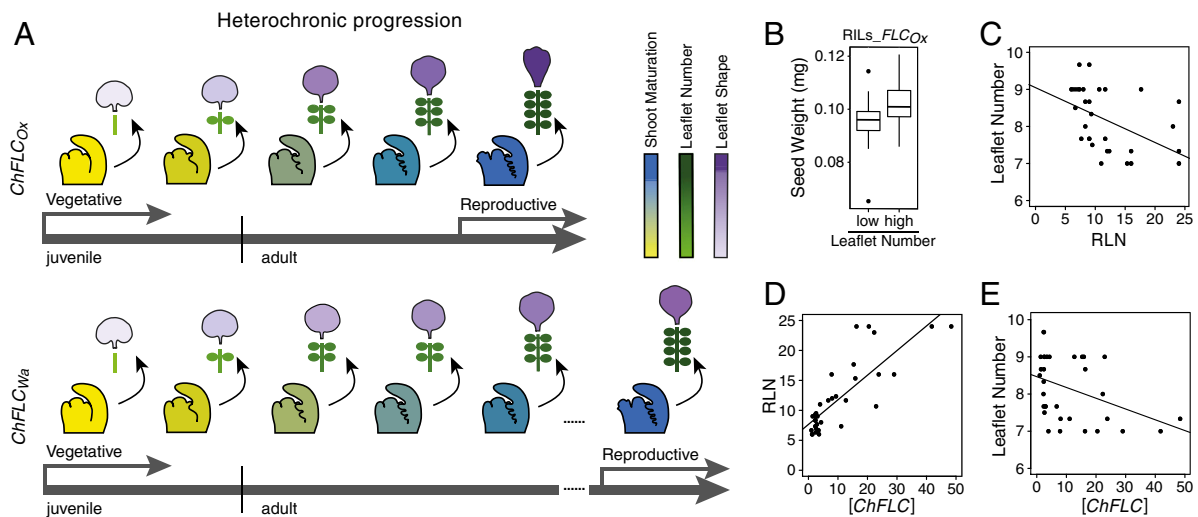 Heterochronic progression
A
ChFLCOx
Vegetative
Reproductive
juvenile
adult
ChFLCWa
Vegetative
Reproductive
juvenile
adult
Shoot Maturation
Leaflet Number
Leaflet Shape
B
RILs_FLCOx
Seed Weight (mg)
0.12
0.10
0.08
low high
Leaflet Number
C
Leaflet Number
10
9
8
7
6
0 5 10 15 20 25
RLN
D
RLN
25
20
15
10
5
0
0 10 20 30 40 50
[ChFLC]
E
Leaflet Number
10
9
8
7
6
0 10 20 30 40 50
[ChFLC]